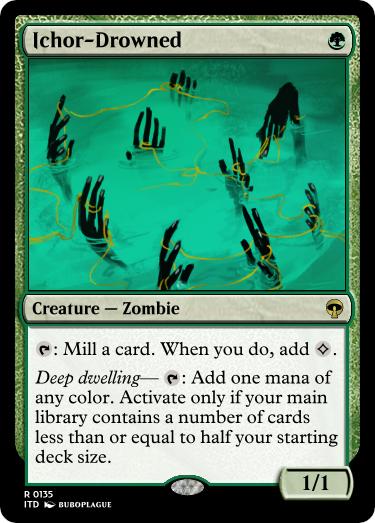 Ichor-Drowned
Creature — Zombie
: Mill a card. When you do, add .
Deep dwelling— : Add one mana of
any color. Activate only if your main
library contains a number of cards
less than or equal to half your starting
deck size.
1/1
R 0135
ITD BUBOPLAGUE